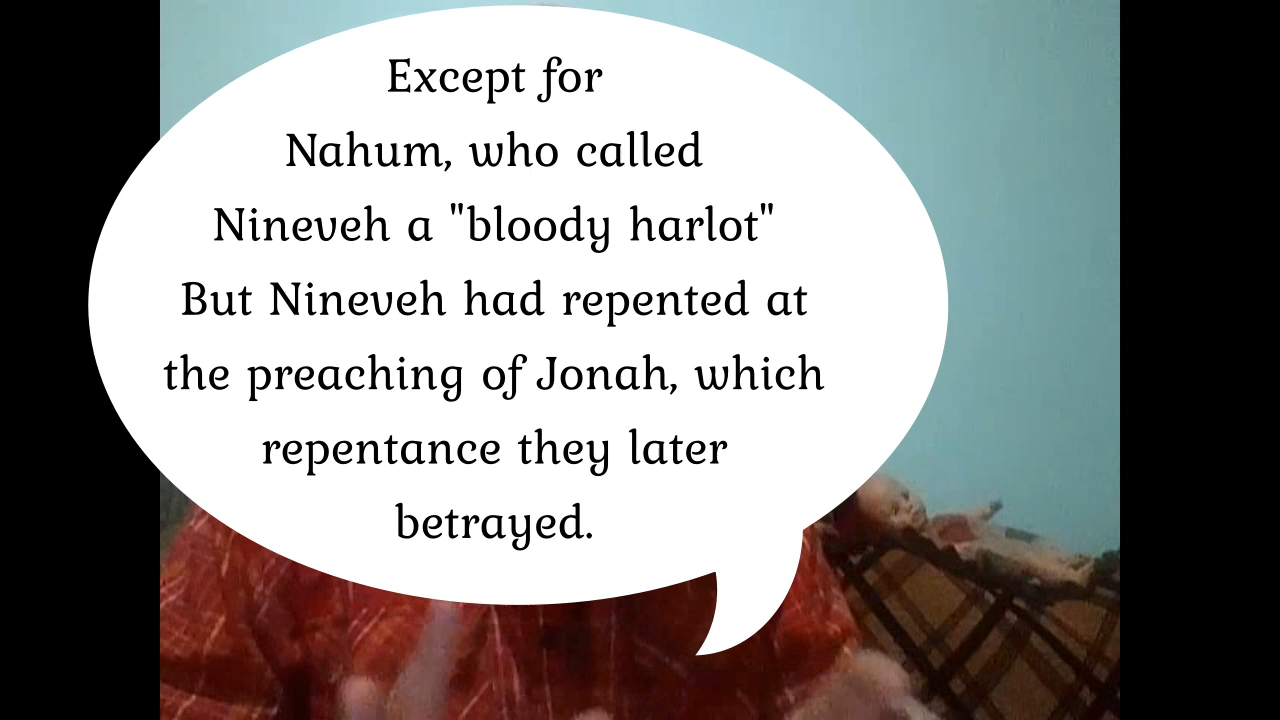 Except for
Nahum, who called
Nineveh a "bloody harlot"
But Nineveh had repented at
the preaching of Jonah, which
repentance they later
betrayed.